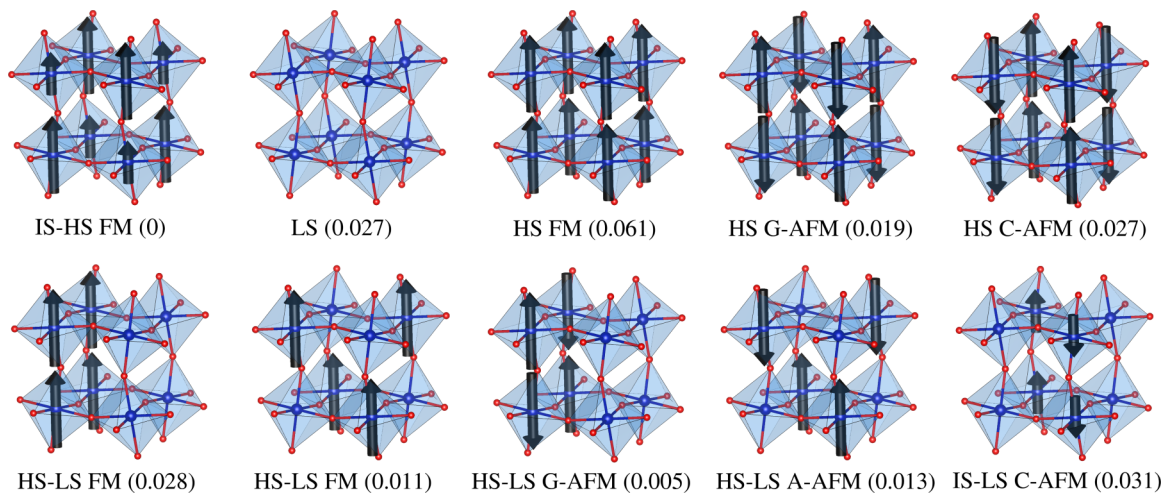 IS-HS FM (0)
LS (0.027)
HS FM (0.061)
HS G-AFM (0.019)
HS C-AFM (0.027)
HS-LS FM (0.028)
HS-LS FM (0.011)
HS-LS G-AFM (0.005)
HS-LS A-AFM (0.013)
IS-LS C-AFM (0.031)